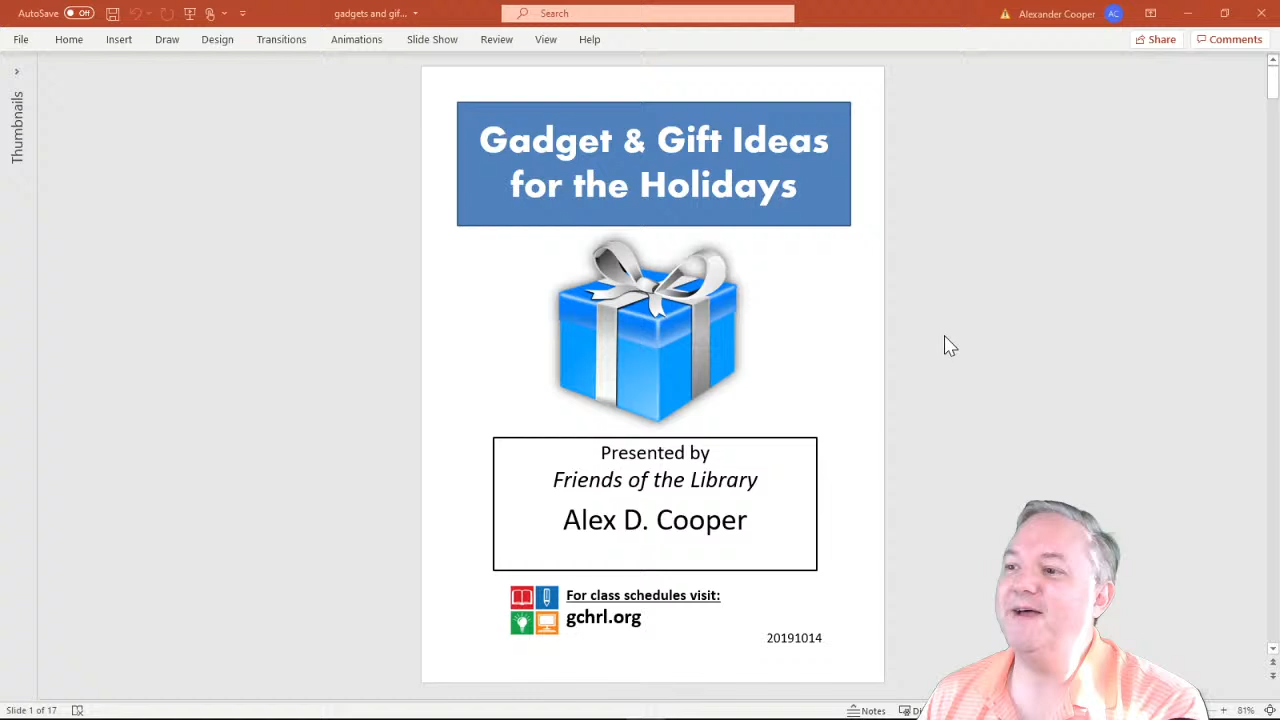 AutoSave Off gadgets and gif... Search Alexander Cooper AC
File Home Insert Draw Design Transitions Animations Slide Show Review View Help Share Comments
Thumbnails
Gadget & Gift Ideas
for the Holidays
Presented by
Friends of the Library
Alex D. Cooper
For class schedules visit:
gchrl.org
20191014
Slide 1 of 17 Notes 81%